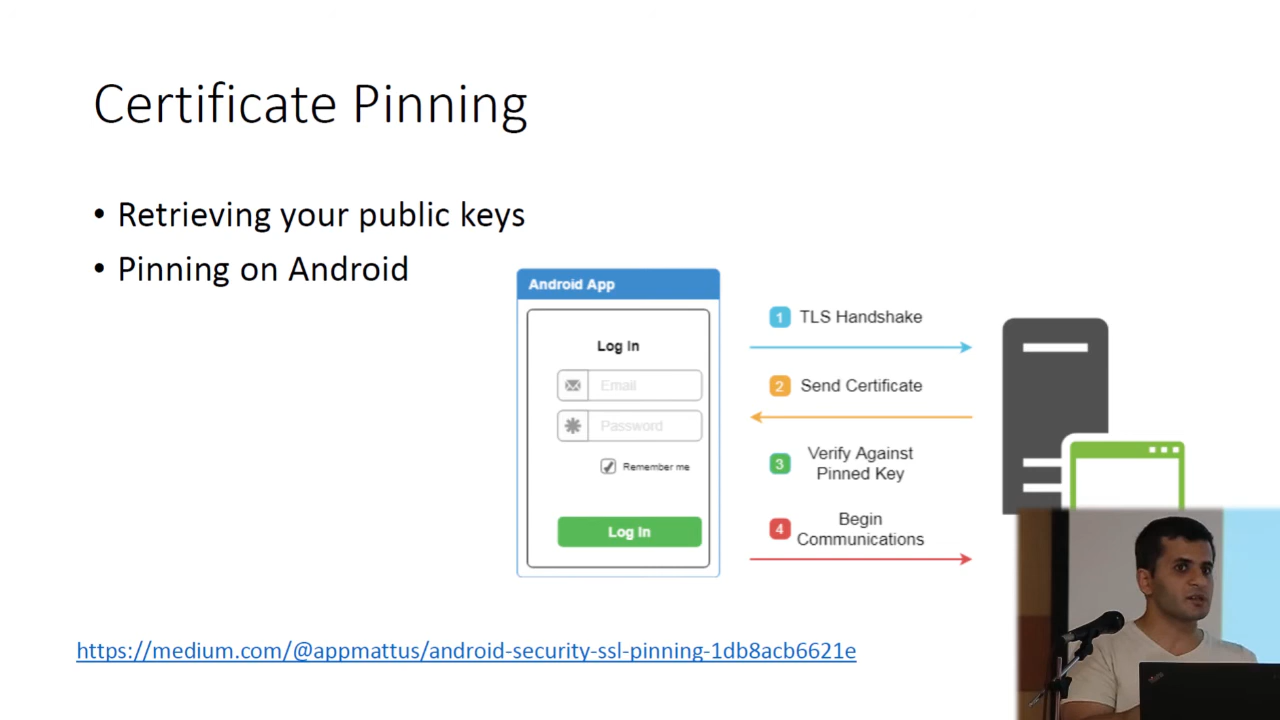 Certificate Pinning
• Retrieving your public keys
• Pinning on Android
Android App
Log In
Email
Password
Remember me
Log In
1 TLS Handshake
2 Send Certificate
3 Verify Against
Pinned Key
4 Begin
Communications
https://medium.com/@appmattus/android-security-ssl-pinning-1db8acb6621e